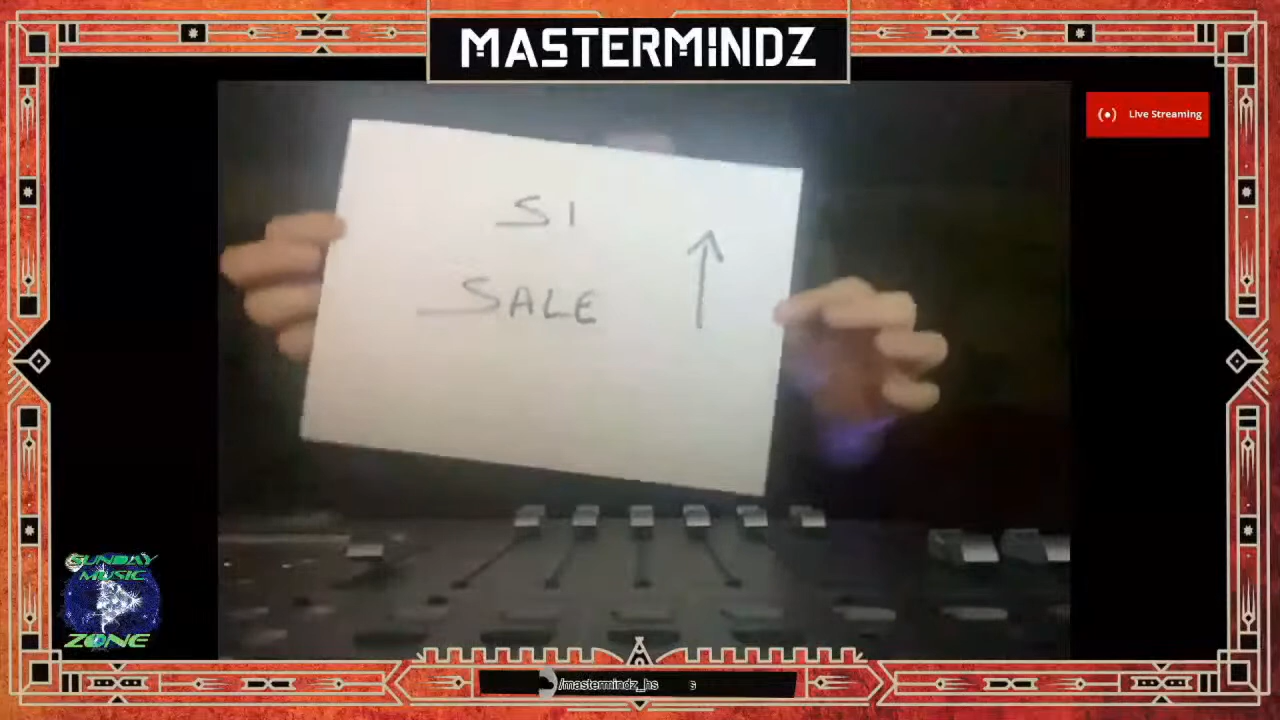 MASTERMINDZ
Live Streaming
SI
SALE
SUNDAY
MUSIC
ZONE
/mastermindz_hs s